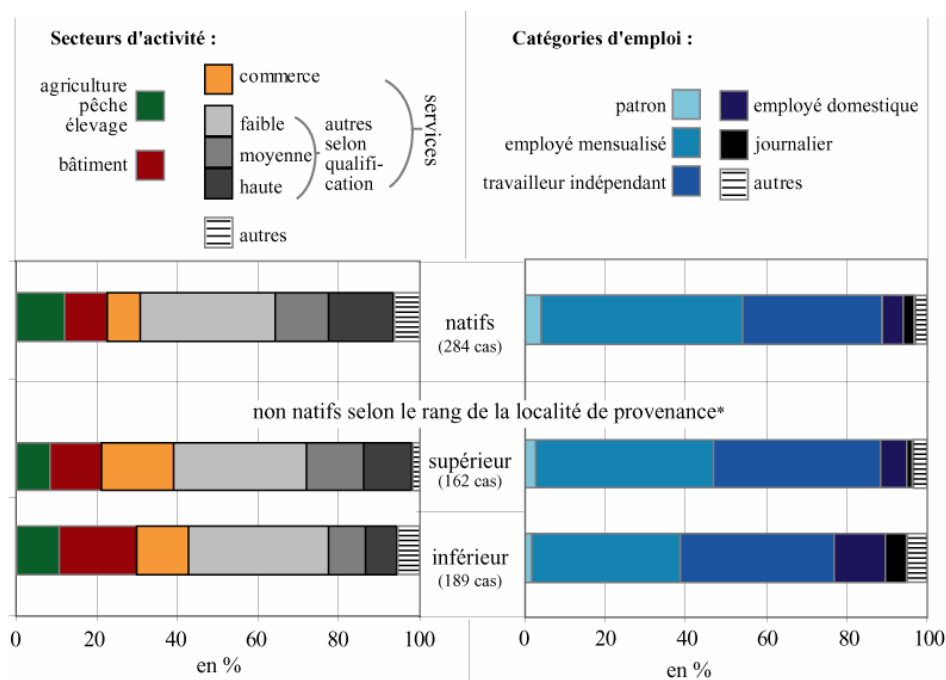 Secteurs d'activité :
agriculture
pêche
élevage
bâtiment
commerce
faible
moyenne
haute
autres
selon
qualifi-
cation
services
autres
Catégories d'emploi :
patron
employé mensualisé
travailleur indépendant
employé domestique
journalier
autres
natifs
(284 cas)
non natifs selon le rang de la localité de provenance*
supérieur
(162 cas)
inférieur
(189 cas)
0 20 40 60 80 100
en %
0 20 40 60 80 100
en %